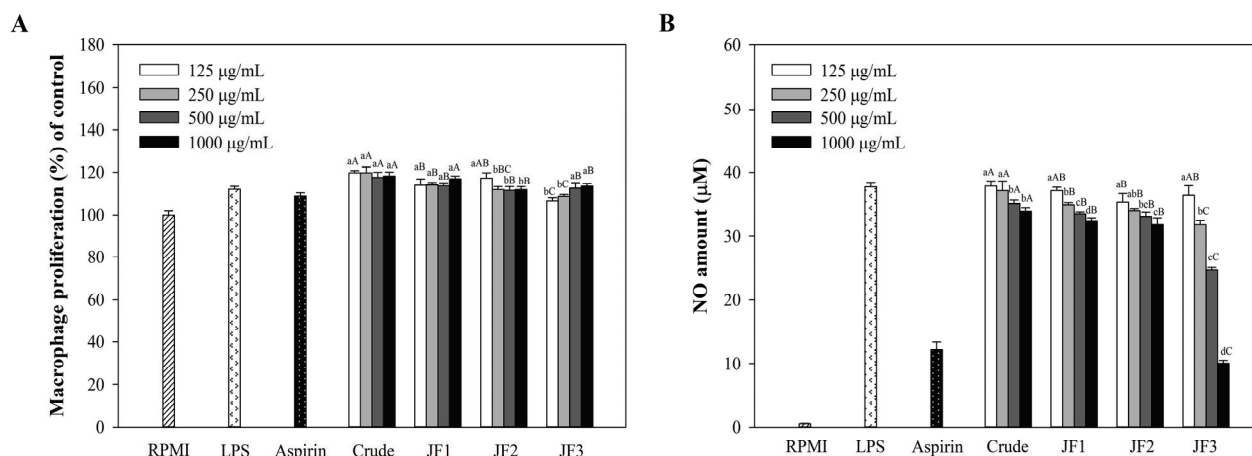 A
Macrophage proliferation (%) of control
180
160
140
120
100
80
60
40
20
0
125 µg/mL
250 µg/mL
500 µg/mL
1000 µg/mL
aA aA aA aA
aB aB aB aA
aAB bBC bB bB
bC bC aB aB
RPMI LPS Aspirin Crude JF1 JF2 JF3
B
NO amount (µM)
60
50
40
30
20
10
0
125 µg/mL
250 µg/mL
500 µg/mL
1000 µg/mL
aA aA bA bA
aAB bB cB dB
aB abB bcB cB
aAB bC cC dC
RPMI LPS Aspirin Crude JF1 JF2 JF3